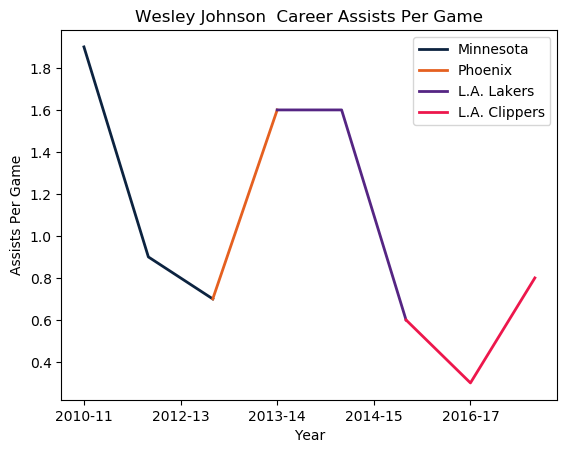 Wesley Johnson  Career Assists Per Game
Minnesota
Phoenix
L.A. Lakers
L.A. Clippers
Assists Per Game
1.8
1.6
1.4
1.2
1.0
0.8
0.6
0.4
2010-11 2012-13 2013-14 2014-15 2016-17
Year